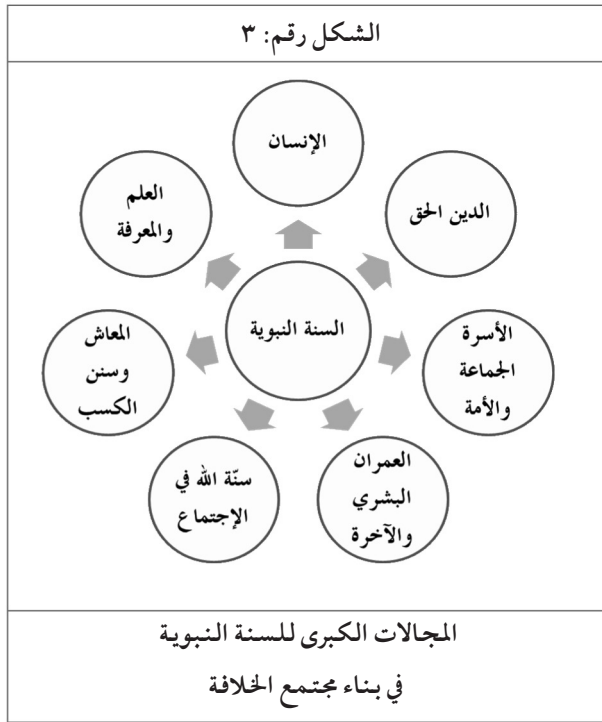 الشكل رقم: ٣
الإنسان
الدين الحق
العلم
والمعرفة
السنة النبوية
الأسرة
الجماعة
والأمة
المعاش
وسنن
الكسب
العمران
البشري
والآخرة
سنّة الله في
الإجتماع
المجالات الكبرى للسنة النبوية
في بناء مجتمع الخلافة